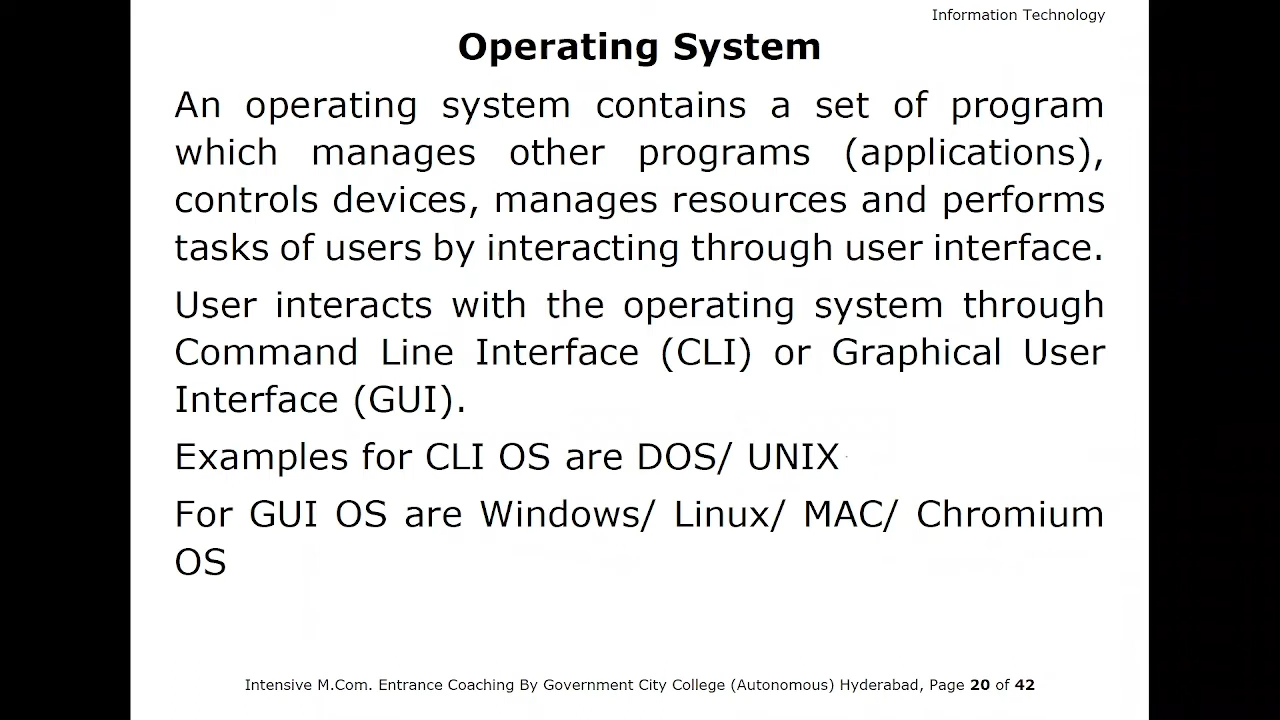 Information Technology
Operating System
An operating system contains a set of program
which manages other programs (applications),
controls devices, manages resources and performs
tasks of users by interacting through user interface.
User interacts with the operating system through
Command Line Interface (CLI) or Graphical User
Interface (GUI).
Examples for CLI OS are DOS/ UNIX
For GUI OS are Windows/ Linux/ MAC/ Chromium
OS
Intensive M.Com. Entrance Coaching By Government City College (Autonomous) Hyderabad, Page 20 of 42